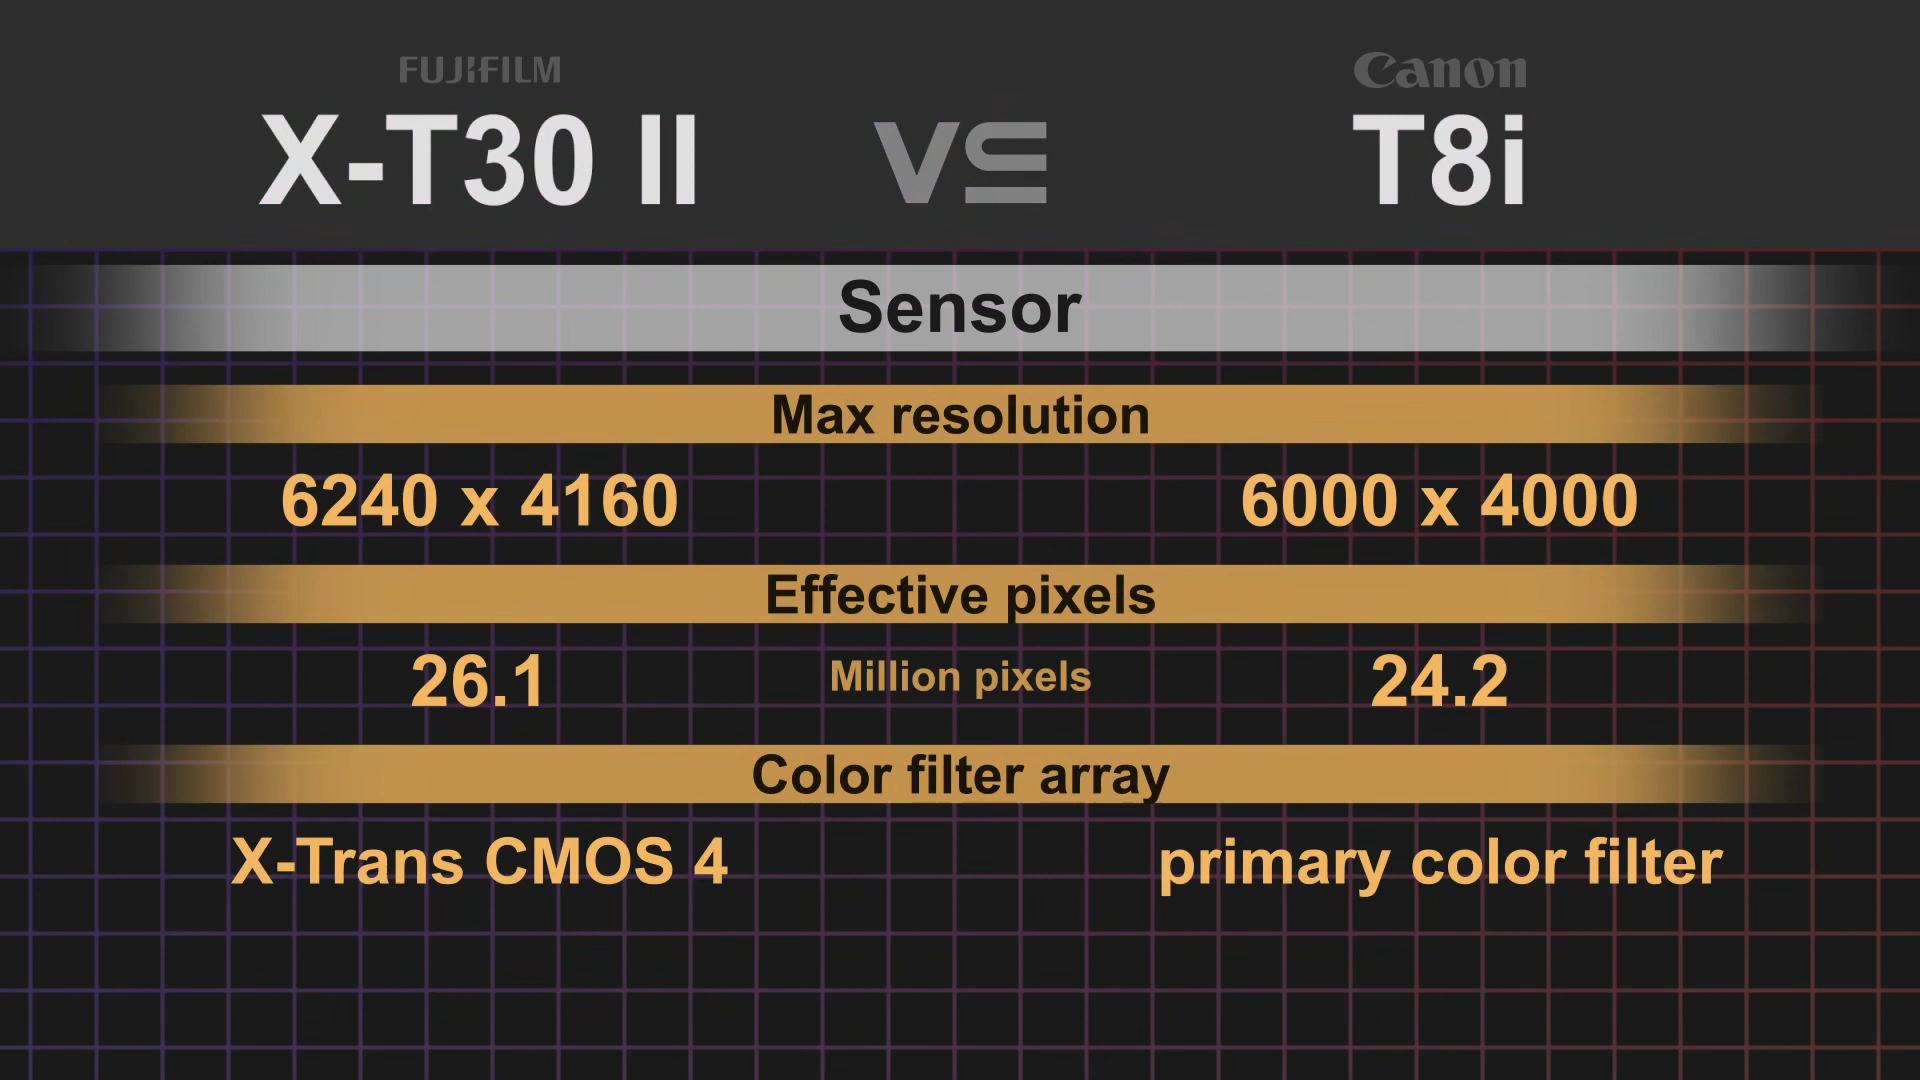 FUJIFILM
Canon
X-T30 II
VS
T8i
Sensor
Max resolution
6240 x 4160
6000 x 4000
Effective pixels
26.1
Million pixels
24.2
Color filter array
X-Trans CMOS 4
primary color filter